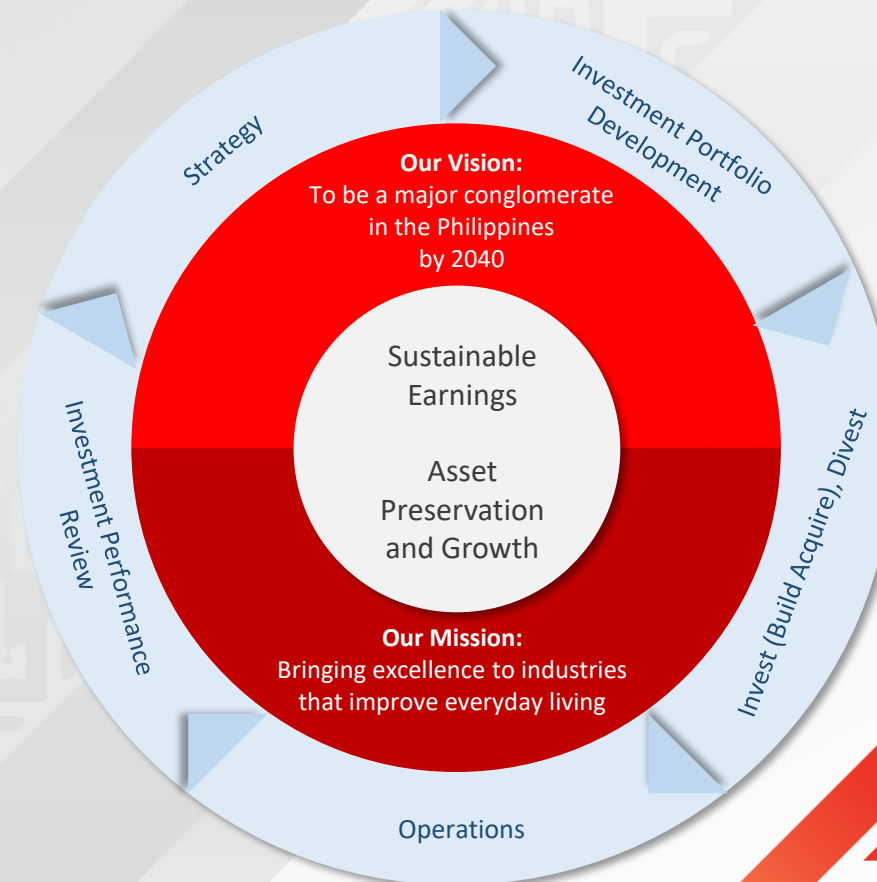 Strategy
Investment Portfolio
Development
Our Vision:
To be a major conglomerate
in the Philippines
by 2040
Sustainable
Earnings
Asset
Preservation
and Growth
Our Mission:
Bringing excellence to industries
that improve everyday living
Invest (Build Acquire), Divest
Operations
Investment Performance
Review